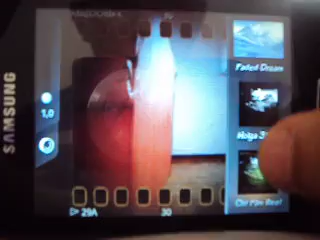 SAMSUNG
1.0
Faded Dream
Holga 3
Old Film Reel
29A
30